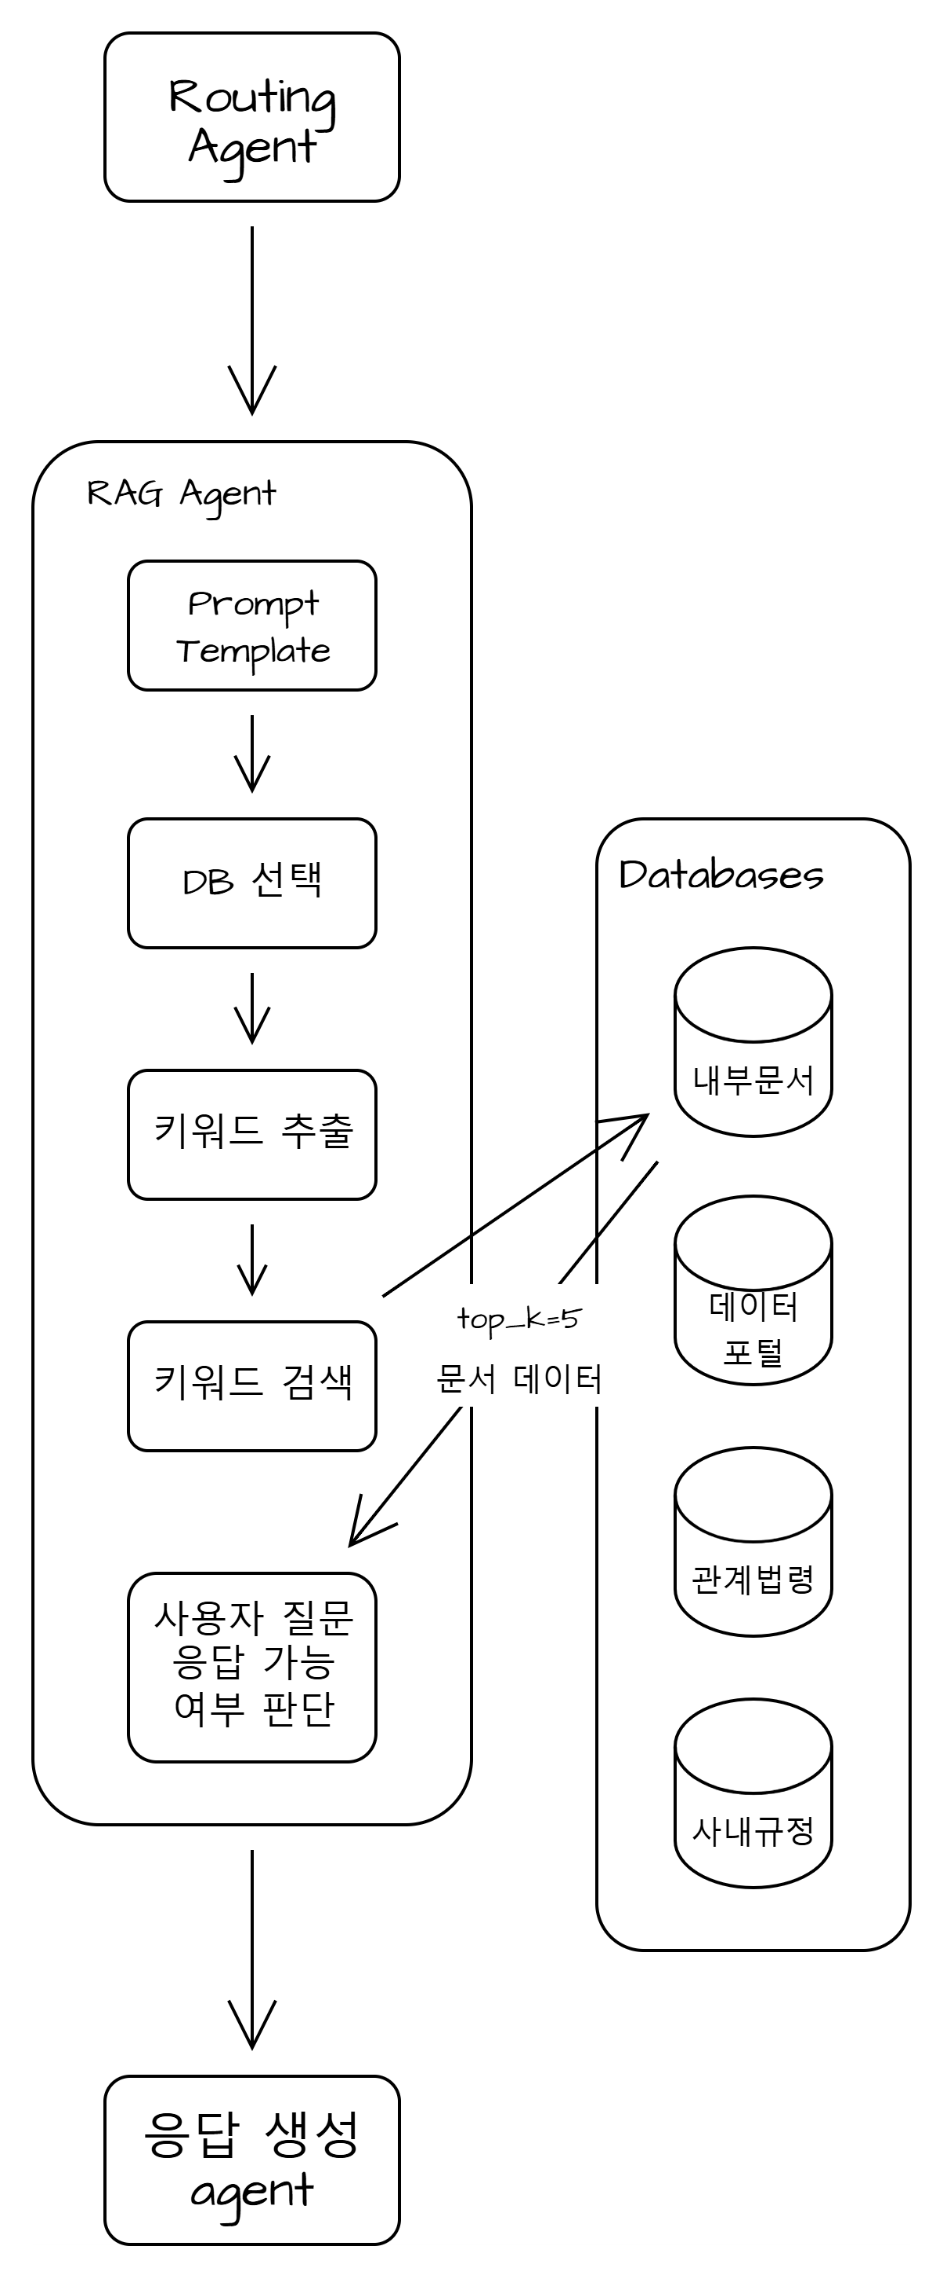 Routing
Agent
RAG Agent
Prompt
Template
DB 선택
키워드 추출
키워드 검색
top_k=5
문서 데이터
사용자 질문
응답 가능
여부 판단
Databases
내부문서
데이터
포털
관계법령
사내규정
응답 생성
agent